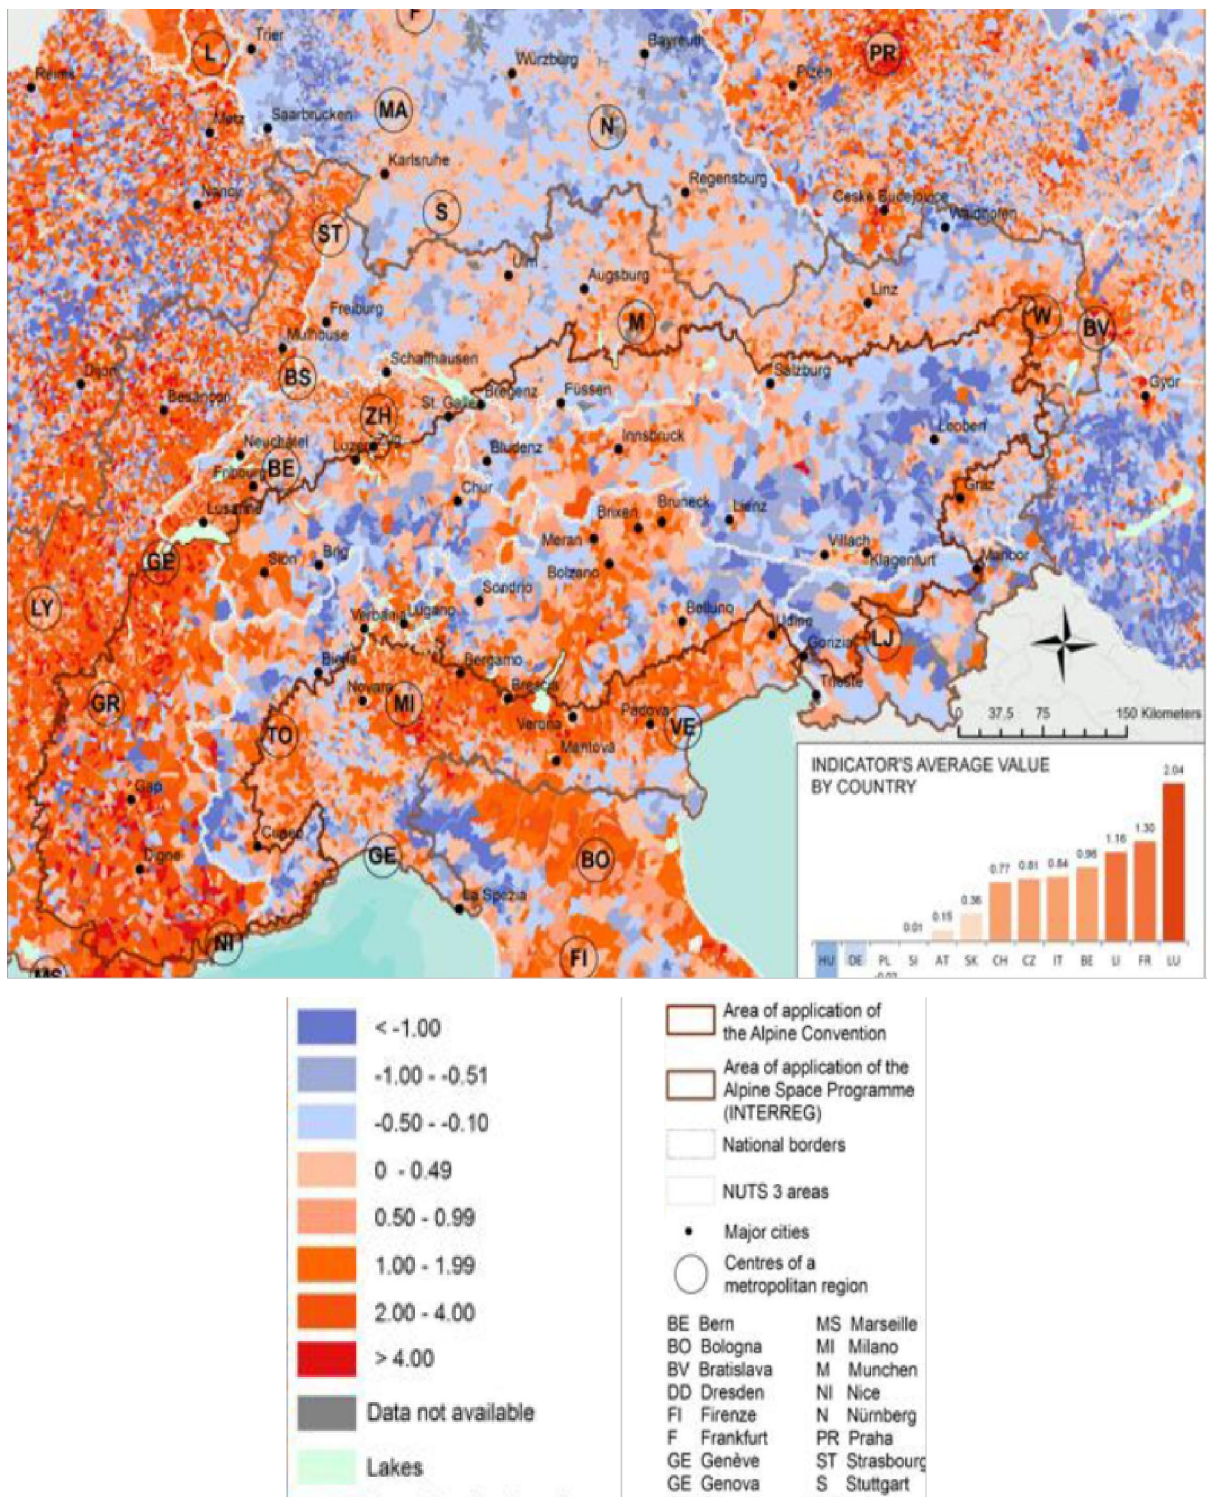 F
L
Trier
Bayreuth
PR
Würzburg
Plzen
Reims
MA
Metz
Saarbrücken
N
Karlsruhe
Regensburg
Nancy
S
Ceske Budejovice
Waidhofen
ST
Ulm
Augsburg
Linz
Freiburg
M
W
BV
Mulhouse
Schaffhausen
Dijon
BS
Salzburg
Györ
Besançon
ZH
St. Gallen
Bregenz
Füssen
Neuchâtel
Luzern
Zug
Innsbruck
Leoben
Fribourg
BE
Bludenz
Chur
Graz
Lusanne
Brixen
Bruneck
Lienz
GE
Sion
Brig
Meran
Villach
Klagenfurt
Maribor
Bolzano
LY
Sondrio
Verbania
Lugano
Belluno
Udine
LJ
Gorizia
Biella
Bergamo
Trieste
GR
Novara
MI
Brescia
Padova
VE
0 37.5 75 150 Kilometers
TO
Verona
Mantova
INDICATOR'S AVERAGE VALUE
BY COUNTRY
2.04
Gap
1.30
1.16
Cuneo
0.96
0.77 0.81 0.84
Digne
GE
BO
0.36
La Spezia
0.15
0.01
NI
FI
HU DE PL SI AT SK CH CZ IT BE LI FR LU
MS
-0.02
< -1.00
-1.00 - -0.51
-0.50 - -0.10
0 - 0.49
0.50 - 0.99
1.00 - 1.99
2.00 - 4.00
> 4.00
Data not available
Lakes
Area of application of
the Alpine Convention
Area of application of the
Alpine Space Programme
(INTERREG)
National borders
NUTS 3 areas
Major cities
Centres of a
metropolitan region
BE Bern MS Marseille
BO Bologna MI Milano
BV Bratislava M Munchen
DD Dresden NI Nice
FI Firenze N Nürnberg
F Frankfurt PR Praha
GE Genève ST Strasbourg
GE Genova S Stuttgart